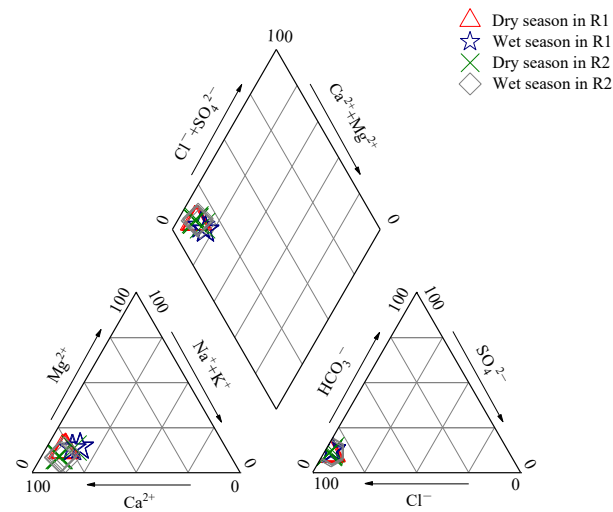 Dry season in R1
Wet season in R1
Dry season in R2
Wet season in R2
100
Cl⁻+SO₄²⁻
Ca²⁺+Mg²⁺
0
0
100
100
100
Mg²⁺
Na⁺+K⁺
HCO₃⁻
SO₄²⁻
0
0
0
0
100
0
100
0
Ca²⁺
Cl⁻